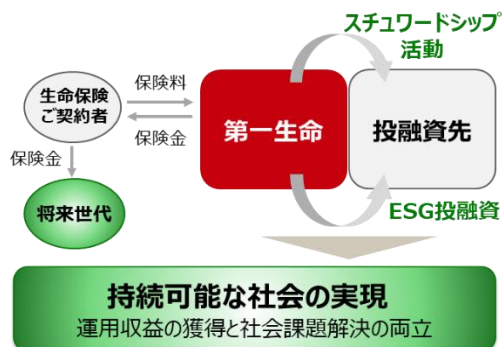 スチュワードシップ
活動
生命保険
ご契約者
保険料
保険金
第一生命
投融資先
保険金
将来世代
ESG投融資
持続可能な社会の実現
運用収益の獲得と社会課題解決の両立